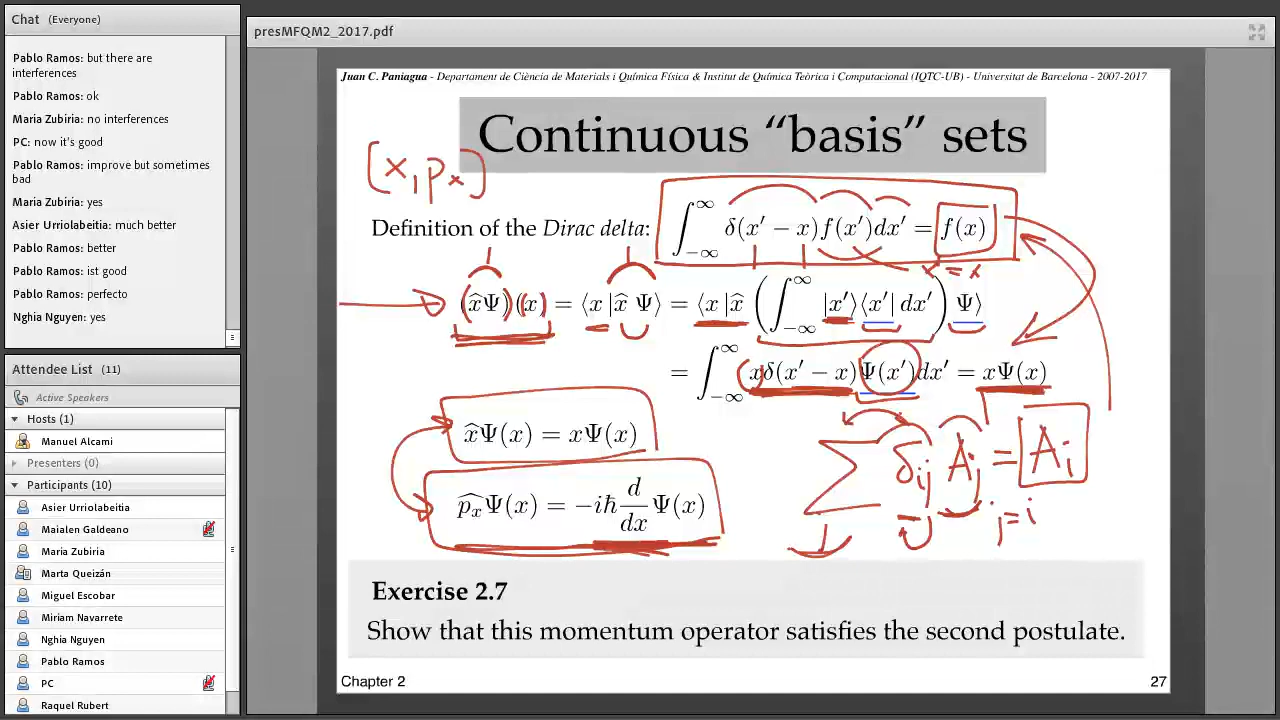 Chat (Everyone)
Pablo Ramos: but there are
interferences
Pablo Ramos: ok
Maria Zubiria: no interferences
PC: now it's good
Pablo Ramos: improve but sometimes
bad
Maria Zubiria: yes
Asier Urriolabeitia: much better
Pablo Ramos: better
Pablo Ramos: ist good
Pablo Ramos: perfecto
Nghia Nguyen: yes
Attendee List (11)
Active Speakers
Hosts (1)
Manuel Alcami
Presenters (0)
Participants (10)
Asier Urriolabeitia
Maialen Galdeano
Maria Zubiria
Marta Queizán
Miguel Escobar
Miriam Navarrete
Nghia Nguyen
Pablo Ramos
PC
Raquel Rubert
presMFQM2_2017.pdf
Juan C. Paniagua - Departament de Ciència de Materials i Química Física & Institut de Química Teòrica i Computacional (IQTC-UB) - Universitat de Barcelona - 2007-2017
Continuous “basis” sets
[x, px]
Definition of the Dirac delta: ∫_{-∞}^{∞} δ(x′ − x)f(x′)dx′ = f(x)
x′ = x
(x̂Ψ)(x) = ⟨x |x̂ Ψ⟩ = ⟨x |x̂ (∫_{-∞}^{∞} |x′⟩⟨x′| dx′) Ψ⟩
= ∫_{-∞}^{∞} xδ(x′ − x)Ψ(x′)dx′ = xΨ(x)
x̂Ψ(x) = xΨ(x)
Σ δij Aj = Ai
j
j=i
p̂xΨ(x) = −iℏ d/dx Ψ(x)
Exercise 2.7
Show that this momentum operator satisfies the second postulate.
Chapter 2
27